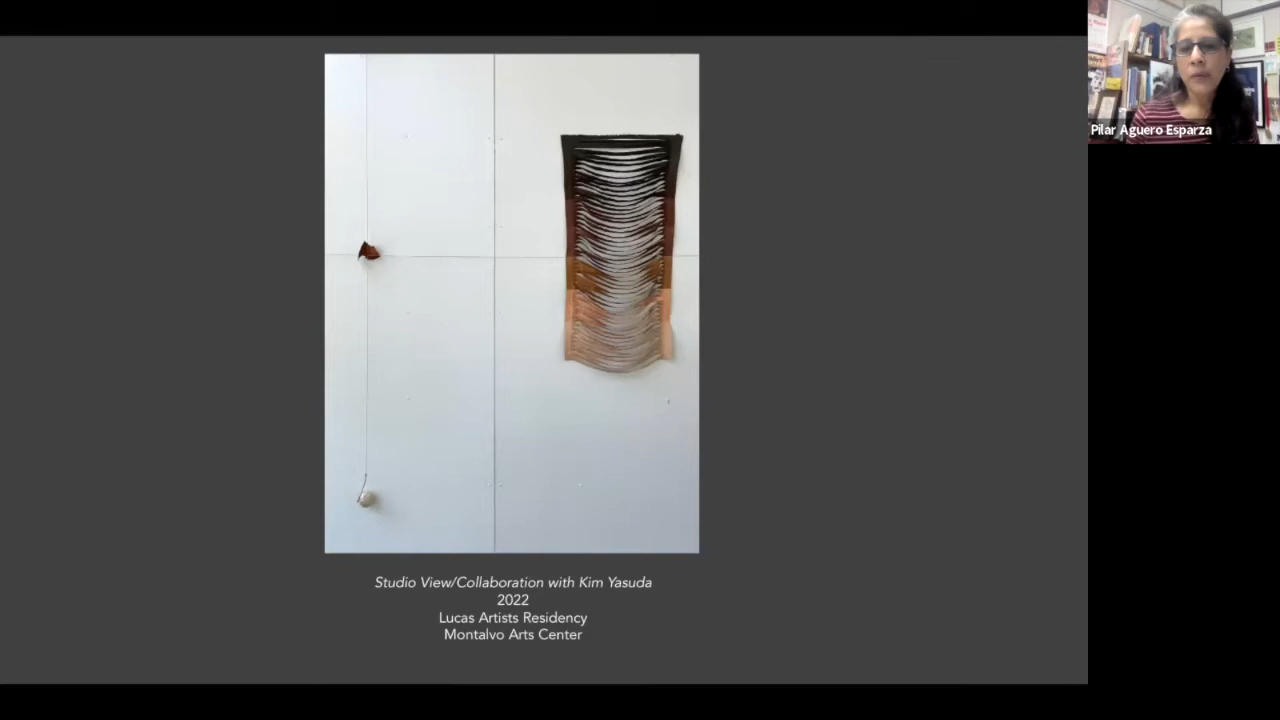 Pilar Aguero Esparza
Studio View/Collaboration with Kim Yasuda
2022
Lucas Artists Residency
Montalvo Arts Center